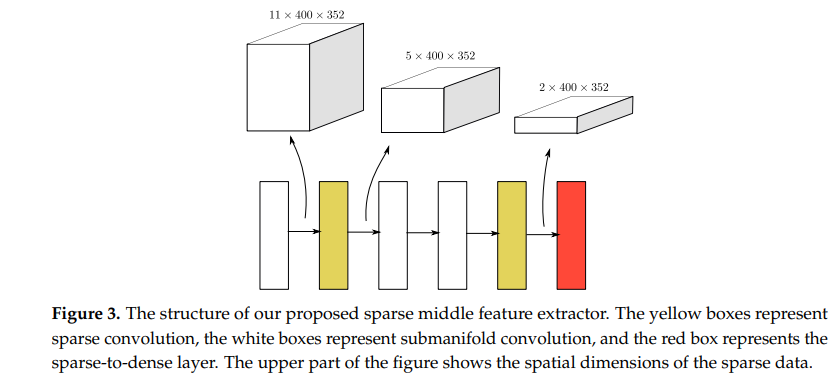 11 × 400 × 352
5 × 400 × 352
2 × 400 × 352
Figure 3. The structure of our proposed sparse middle feature extractor. The yellow boxes represent
sparse convolution, the white boxes represent submanifold convolution, and the red box represents the
sparse-to-dense layer. The upper part of the figure shows the spatial dimensions of the sparse data.